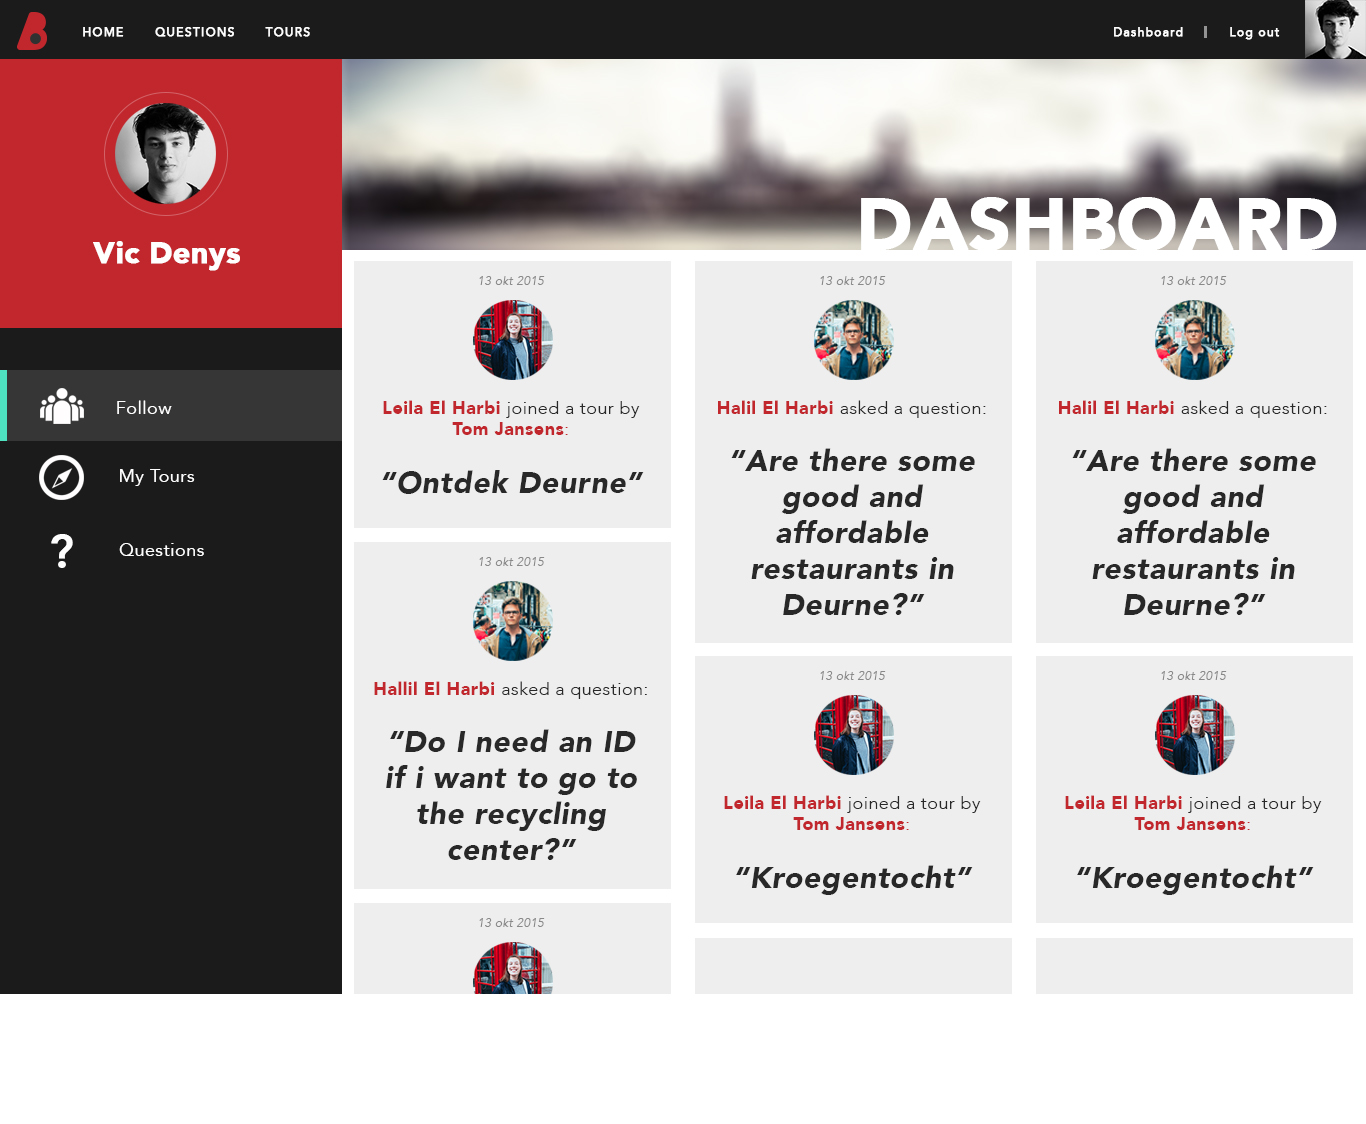 HOME
QUESTIONS
TOURS
Dashboard
|
Log out
Vic Denys
Follow
My Tours
Questions
DASHBOARD
13 okt 2015
Leila El Harbi joined a tour by
Tom Jansens:
“Ontdek Deurne”
13 okt 2015
Hallil El Harbi asked a question:
“Do I need an ID
if i want to go to
the recycling
center?”
13 okt 2015
13 okt 2015
Halil El Harbi asked a question:
“Are there some
good and
affordable
restaurants in
Deurne?”
13 okt 2015
Leila El Harbi joined a tour by
Tom Jansens:
“Kroegentocht”
13 okt 2015
Halil El Harbi asked a question:
“Are there some
good and
affordable
restaurants in
Deurne?”
13 okt 2015
Leila El Harbi joined a tour by
Tom Jansens:
“Kroegentocht”